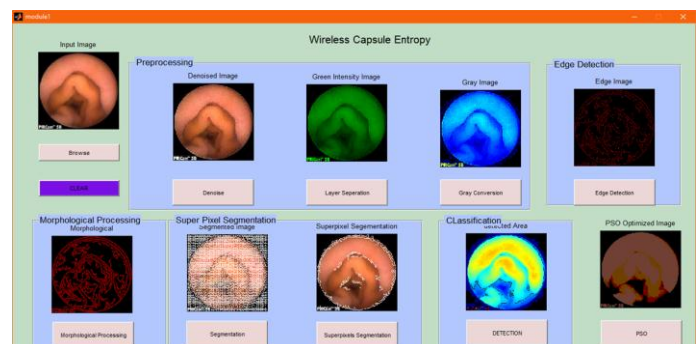 module1
Wireless Capsule Entropy
Input Image
Browse
CLEAR
Preprocessing
Denoised Image
Green Intensity Image
Gray Image
Denoise
Layer Seperation
Gray Conversion
Edge Detection
Edge Image
Edge Detection
Morphological Processing
Morphological
Morphological Processing
Super Pixel Segmentation
Segmented Image
Superpixel Segmentation
Segmentation
Superpixels Segmentation
CLassification
Detected Area
DETECTION
PSO Optimized Image
PSO